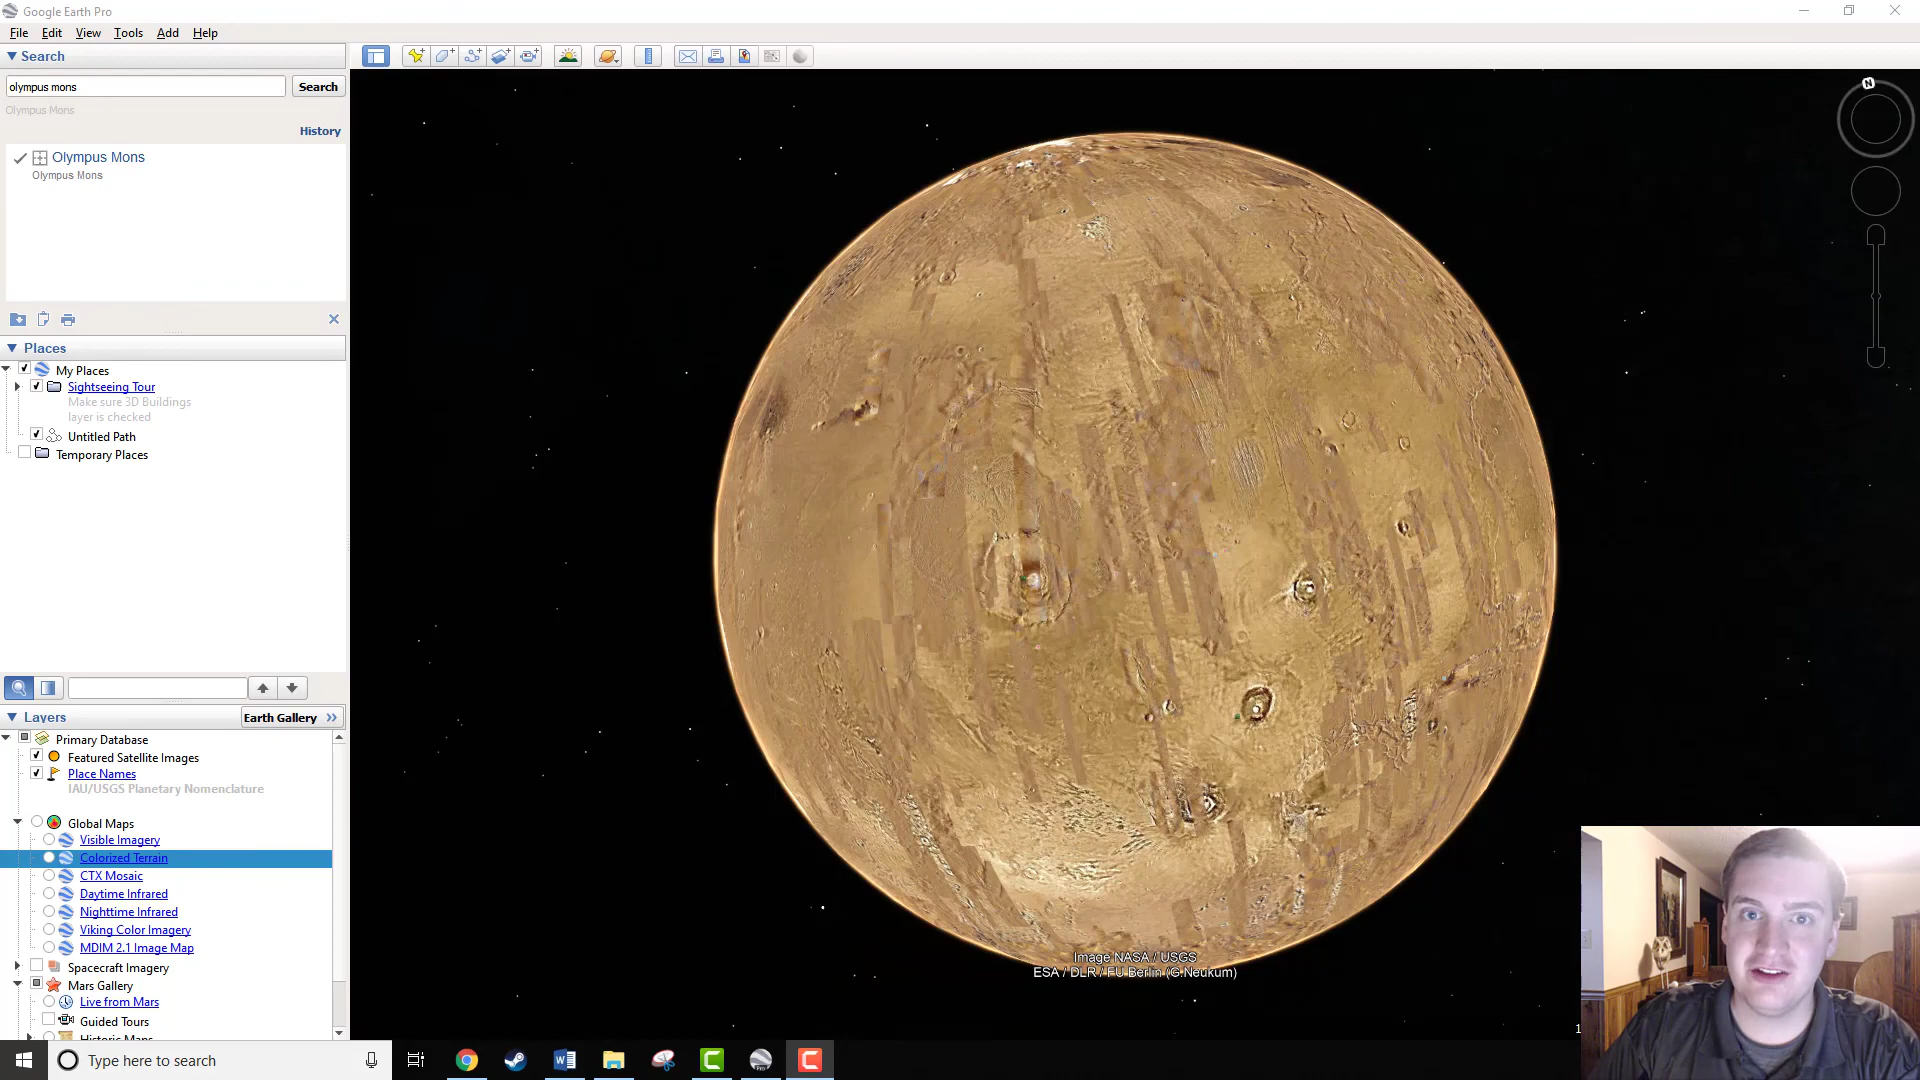 Google Earth Pro
File Edit View Tools Add Help
Search
olympus mons
Search
Olympus Mons
History
Olympus Mons
Olympus Mons
Places
My Places
Sightseeing Tour
Make sure 3D Buildings
layer is checked
Untitled Path
Temporary Places
Layers
Earth Gallery >>
Primary Database
Featured Satellite Images
Place Names
IAU/USGS Planetary Nomenclature
Global Maps
Visible Imagery
Colorized Terrain
CTX Mosaic
Daytime Infrared
Nighttime Infrared
Viking Color Imagery
MDIM 2.1 Image Map
Spacecraft Imagery
Mars Gallery
Live from Mars
Guided Tours
Historic Maps
N
Image NASA / USGS
ESA / DLR / FU Berlin (G Neukum)
1
Type here to search